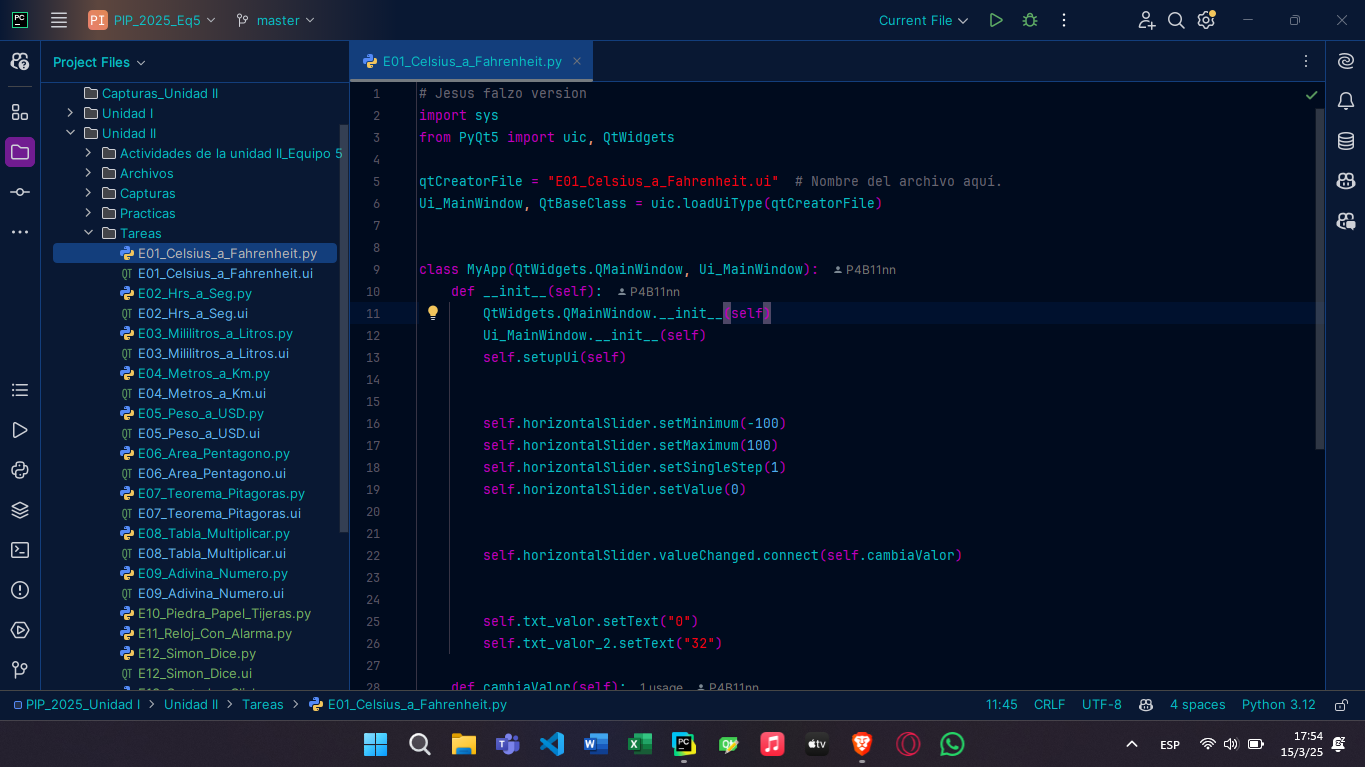 PC
PI PIP_2025_Eq5
master
Current File
Project Files
E01_Celsius_a_Fahrenheit.py
Capturas_Unidad II
Unidad I
Unidad II
Actividades de la unidad II_Equipo 5
Archivos
Capturas
Practicas
Tareas
E01_Celsius_a_Fahrenheit.py
E01_Celsius_a_Fahrenheit.ui
E02_Hrs_a_Seg.py
E02_Hrs_a_Seg.ui
E03_Mililitros_a_Litros.py
E03_Mililitros_a_Litros.ui
E04_Metros_a_Km.py
E04_Metros_a_Km.ui
E05_Peso_a_USD.py
E05_Peso_a_USD.ui
E06_Area_Pentagono.py
E06_Area_Pentagono.ui
E07_Teorema_Pitagoras.py
E07_Teorema_Pitagoras.ui
E08_Tabla_Multiplicar.py
E08_Tabla_Multiplicar.ui
E09_Adivina_Numero.py
E09_Adivina_Numero.ui
E10_Piedra_Papel_Tijeras.py
E11_Reloj_Con_Alarma.py
E12_Simon_Dice.py
E12_Simon_Dice.ui
1 # Jesus falzo version
2 import sys
3 from PyQt5 import uic, QtWidgets
4
5 qtCreatorFile = "E01_Celsius_a_Fahrenheit.ui"  # Nombre del archivo aquí.
6 Ui_MainWindow, QtBaseClass = uic.loadUiType(qtCreatorFile)
7
8
9 class MyApp(QtWidgets.QMainWindow, Ui_MainWindow): P4B11nn
10 def __init__(self): P4B11nn
11 QtWidgets.QMainWindow.__init__(self)
12 Ui_MainWindow.__init__(self)
13 self.setupUi(self)
14
15
16 self.horizontalSlider.setMinimum(-100)
17 self.horizontalSlider.setMaximum(100)
18 self.horizontalSlider.setSingleStep(1)
19 self.horizontalSlider.setValue(0)
20
21
22 self.horizontalSlider.valueChanged.connect(self.cambiaValor)
23
24
25 self.txt_valor.setText("0")
26 self.txt_valor_2.setText("32")
27
28 def cambiaValor(self): 1 usage P4B11nn
PIP_2025_Unidad I > Unidad II > Tareas > E01_Celsius_a_Fahrenheit.py
11:45 CRLF UTF-8 4 spaces Python 3.12
ESP
17:54
15/3/25